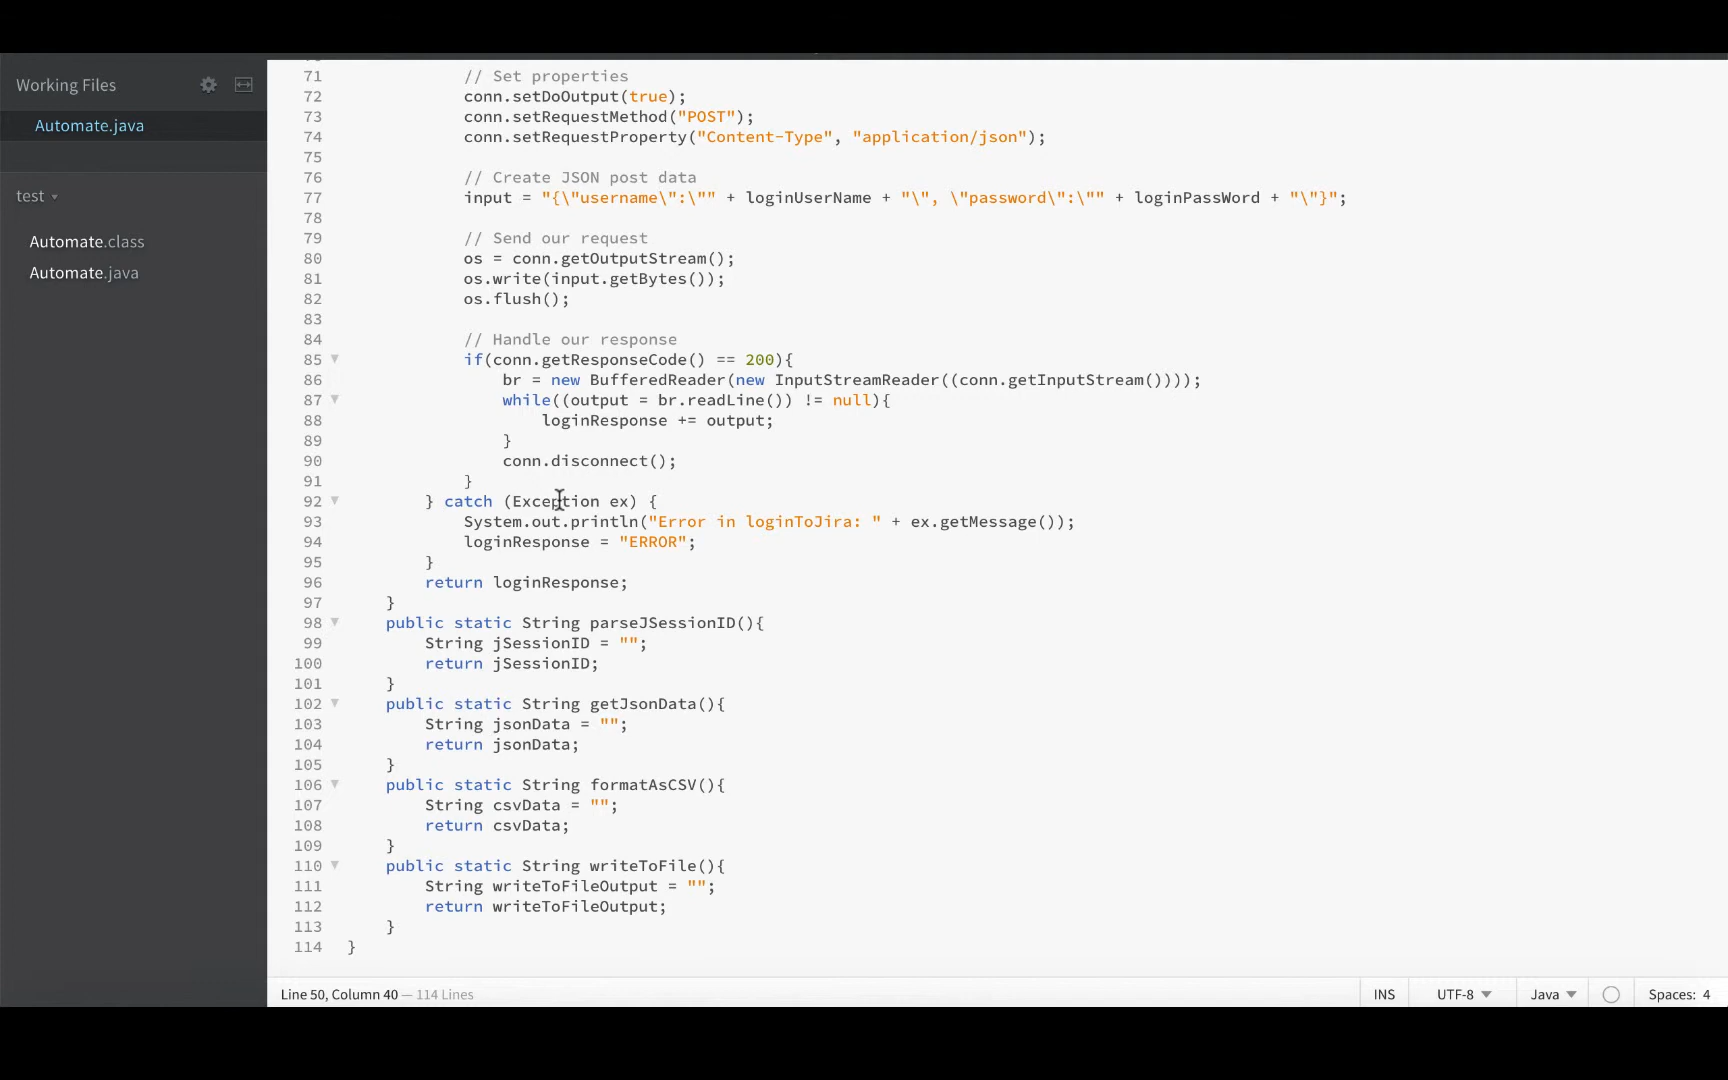 Working Files
Automate.java
test
Automate.class
Automate.java
71 // Set properties
72 conn.setDoOutput(true);
73 conn.setRequestMethod("POST");
74 conn.setRequestProperty("Content-Type", "application/json");
75
76 // Create JSON post data
77 input = "{\"username\":\"" + loginUserName + "\", \"password\":\"" + loginPassWord + "\"}";
78
79 // Send our request
80 os = conn.getOutputStream();
81 os.write(input.getBytes());
82 os.flush();
83
84 // Handle our response
85 if(conn.getResponseCode() == 200){
86 br = new BufferedReader(new InputStreamReader((conn.getInputStream())));
87 while((output = br.readLine()) != null){
88 loginResponse += output;
89 }
90 conn.disconnect();
91 }
92 } catch (Exception ex) {
93 System.out.println("Error in loginToJira: " + ex.getMessage());
94 loginResponse = "ERROR";
95 }
96 return loginResponse;
97 }
98 public static String parseJSessionID(){
99 String jSessionID = "";
100 return jSessionID;
101 }
102 public static String getJsonData(){
103 String jsonData = "";
104 return jsonData;
105 }
106 public static String formatAsCSV(){
107 String csvData = "";
108 return csvData;
109 }
110 public static String writeToFile(){
111 String writeToFileOutput = "";
112 return writeToFileOutput;
113 }
114 }
Line 50, Column 40 — 114 Lines
INS UTF-8 Java Spaces: 4